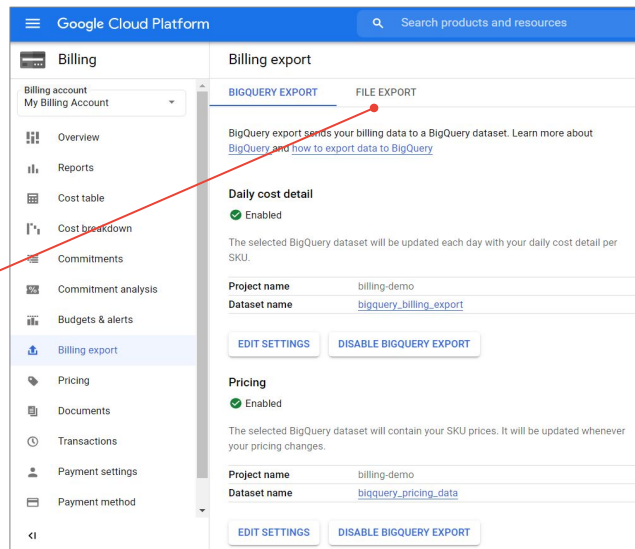 Google Cloud Platform
Search products and resources
Billing
Billing export
Billing account
My Billing Account
BIGQUERY EXPORT
FILE EXPORT
Overview
Reports
Cost table
Cost breakdown
Commitments
Commitment analysis
Budgets & alerts
Billing export
Pricing
Documents
Transactions
Payment settings
Payment method
BigQuery export sends your billing data to a BigQuery dataset. Learn more about
BigQuery and how to export data to BigQuery
Daily cost detail
Enabled
The selected BigQuery dataset will be updated each day with your daily cost detail per
SKU.
Project name billing-demo
Dataset name bigquery_billing_export
EDIT SETTINGS DISABLE BIGQUERY EXPORT
Pricing
Enabled
The selected BigQuery dataset will contain your SKU prices. It will be updated whenever
your pricing changes.
Project name billing-demo
Dataset name bigquery_pricing_data
EDIT SETTINGS DISABLE BIGQUERY EXPORT